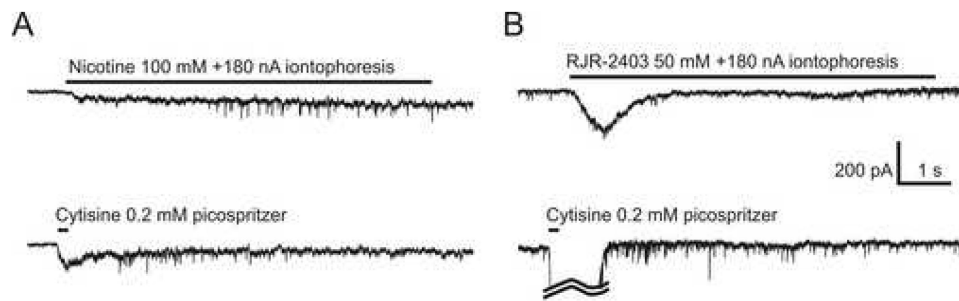 A
B
Nicotine 100 mM +180 nA iontophoresis
RJR-2403 50 mM +180 nA iontophoresis
200 pA
1 s
Cytisine 0.2 mM picospritzer
Cytisine 0.2 mM picospritzer